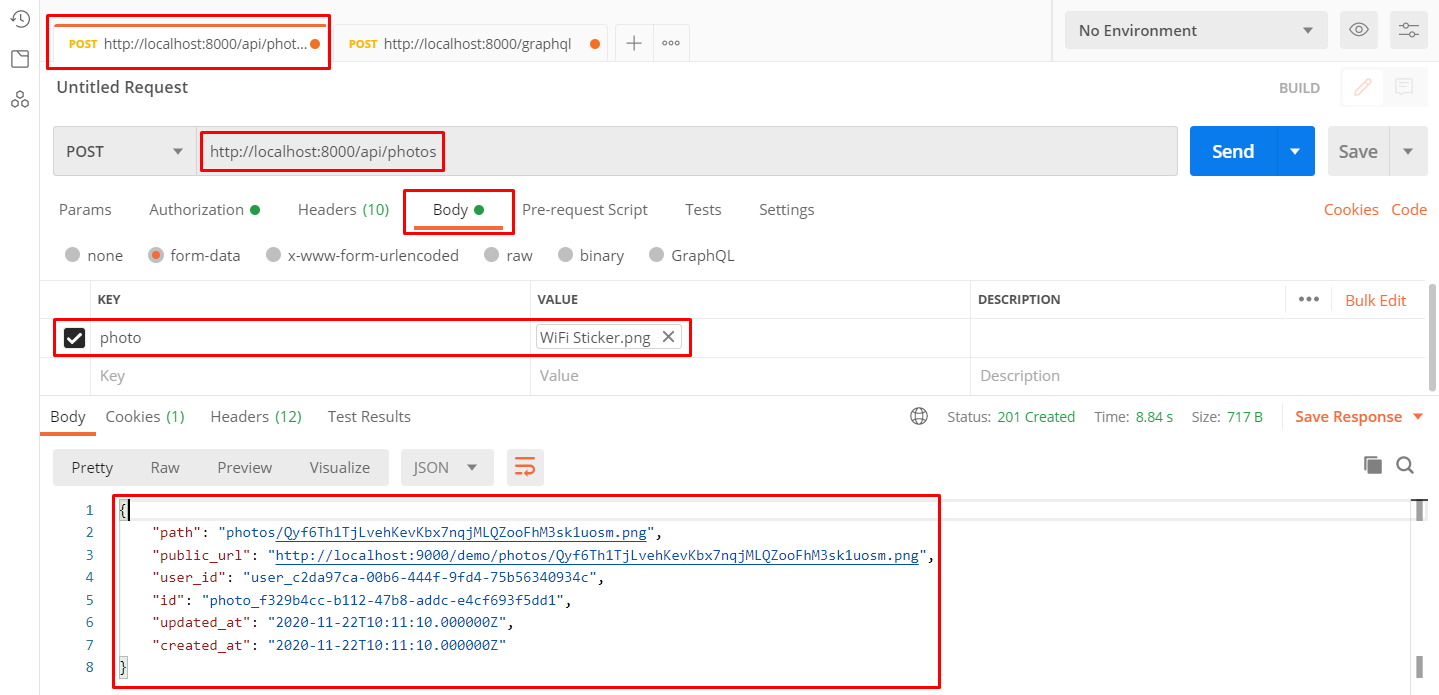 POST http://localhost:8000/api/phot... POST http://localhost:8000/graphql No Environment
Untitled Request BUILD
POST http://localhost:8000/api/photos Send Save
Params Authorization Headers (10) Body Pre-request Script Tests Settings Cookies Code
none form-data x-www-form-urlencoded raw binary GraphQL
KEY VALUE DESCRIPTION Bulk Edit
photo WiFi Sticker.png
Key Value Description
Body Cookies (1) Headers (12) Test Results Status: 201 Created Time: 8.84 s Size: 717 B Save Response
Pretty Raw Preview Visualize JSON
1 {
2 "path": "photos/Qyf6Th1TjLvehKevKbx7nqjMLQZooFhM3sk1uosm.png",
3 "public_url": "http://localhost:9000/demo/photos/Qyf6Th1TjLvehKevKbx7nqjMLQZooFhM3sk1uosm.png",
4 "user_id": "user_c2da97ca-00b6-444f-9fd4-75b56340934c",
5 "id": "photo_f329b4cc-b112-47b8-addc-e4cf693f5dd1",
6 "updated_at": "2020-11-22T10:11:10.000000Z",
7 "created_at": "2020-11-22T10:11:10.000000Z"
8 }